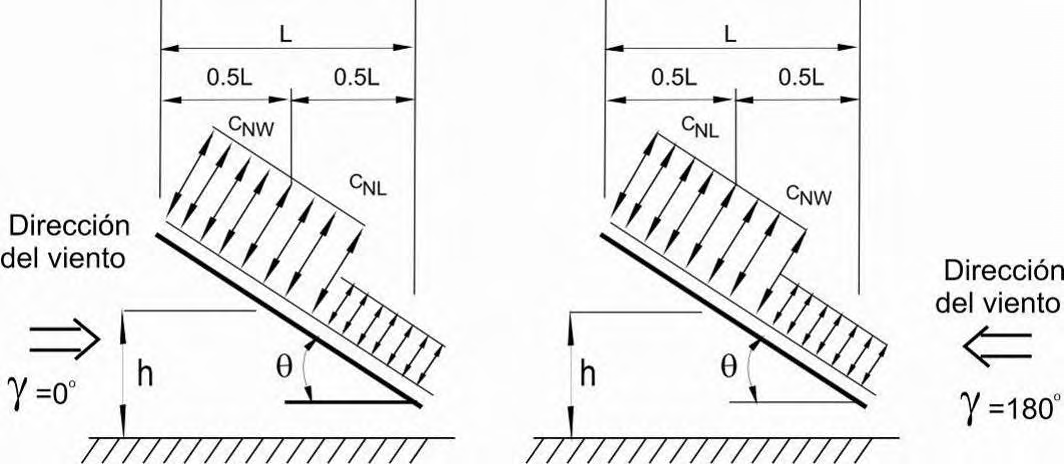 L
0.5L 0.5L
CNW
CNL
Dirección
del viento
h
θ
γ =0°
L
0.5L 0.5L
CNL
CNW
Dirección
del viento
h
θ
γ =180°